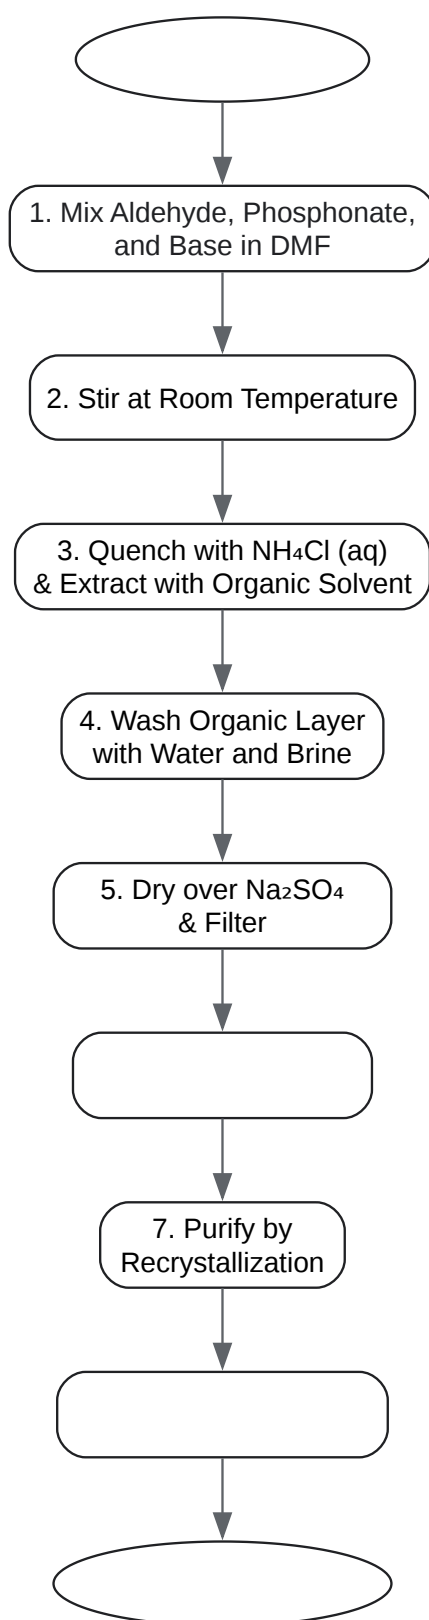 1. Mix Aldehyde, Phosphonate,
and Base in DMF
2. Stir at Room Temperature
3. Quench with NH₄Cl (aq)
& Extract with Organic Solvent
4. Wash Organic Layer
with Water and Brine
5. Dry over Na₂SO₄
& Filter
7. Purify by
Recrystallization